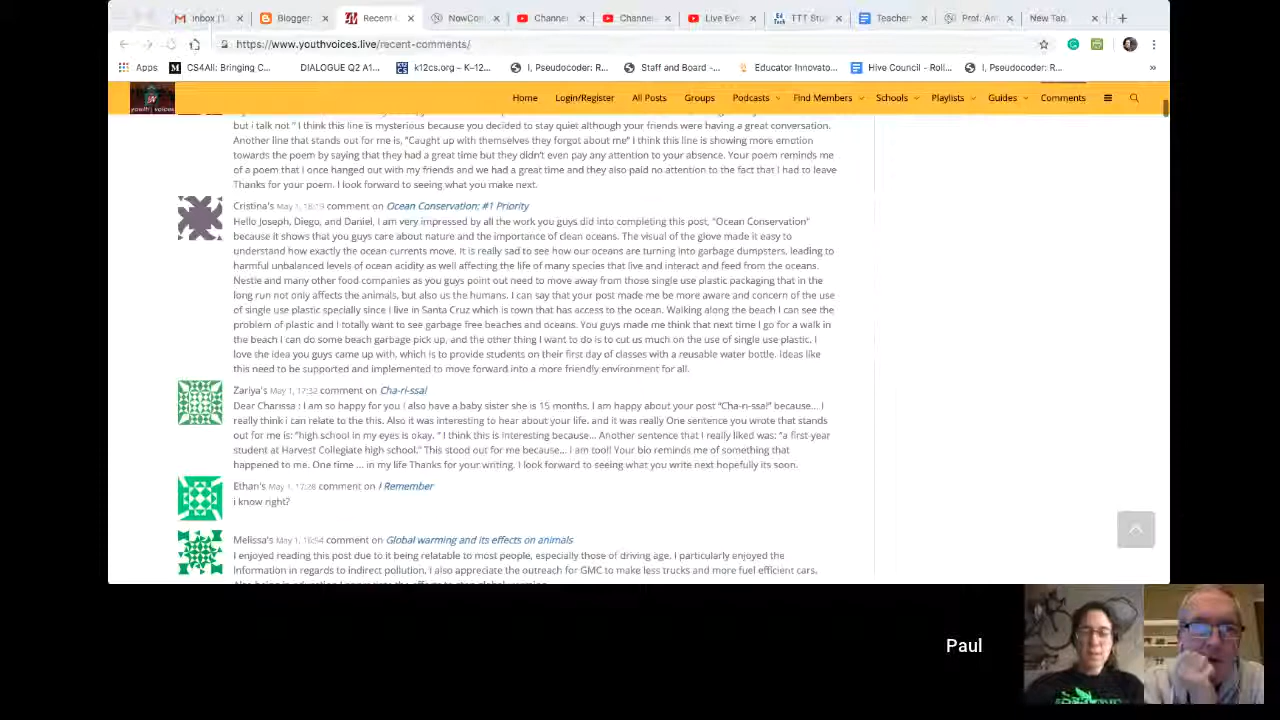 Inbox (1
Blogger:
Recent C
NowCom
Channel
Channel
Live Eve
TTT Stu
Teacher
Prof. An
New Tab
https://www.youthvoices.live/recent-comments/
Apps
CS4All: Bringing C...
DIALOGUE Q2 A1...
k12cs.org – K–12...
I, Pseudocoder: R...
Staff and Board -...
Educator Innovato...
Hive Council - Roll...
I, Pseudocoder: R...
»
youth voices
Home
Login/Register
All Posts
Groups
Podcasts
Find Members
Schools
Playlists
Guides
Comments
but i talk not " I think this line is mysterious because you decided to stay quiet although your friends were having a great conversation.
Another line that stands out for me is, "Caught up with themselves they forgot about me" I think this line is showing more emotion
towards the poem by saying that they had a great time but they didn't even pay any attention to your absence. Your poem reminds me
of a poem that I once hanged out with my friends and we had a great time and they also paid no attention to the fact that I had to leave
Thanks for your poem. I look forward to seeing what you make next.
Cristina's May 1, 18:19 comment on Ocean Conservation: #1 Priority
Hello Joseph, Diego, and Daniel, I am very impressed by all the work you guys did into completing this post, "Ocean Conservation"
because it shows that you guys care about nature and the importance of clean oceans. The visual of the glove made it easy to
understand how exactly the ocean currents move. It is really sad to see how our oceans are turning into garbage dumpsters, leading to
harmful unbalanced levels of ocean acidity as well affecting the life of many species that live and interact and feed from the oceans.
Nestle and many other food companies as you guys point out need to move away from those single use plastic packaging that in the
long run not only affects the animals, but also us the humans. I can say that your post made me be more aware and concern of the use
of single use plastic specially since I live in Santa Cruz which is town that has access to the ocean. Walking along the beach I can see the
problem of plastic and I totally want to see garbage free beaches and oceans. You guys made me think that next time I go for a walk in
the beach I can do some beach garbage pick up, and the other thing I want to do is to cut us much on the use of single use plastic. I
love the idea you guys came up with, which is to provide students on their first day of classes with a reusable water bottle. Ideas like
this need to be supported and implemented to move forward into a more friendly environment for all.
Zariya's May 1, 17:32 comment on Cha-ri-ssa!
Dear Charissa : I am so happy for you I also have a baby sister she is 15 months. I am happy about your post "Cha-ri-ssa!" because... I
really think i can relate to the this. Also it was interesting to hear about your life. and it was really One sentence you wrote that stands
out for me is: "high school in my eyes is okay. " I think this is Interesting because... Another sentence that I really liked was: "a first-year
student at Harvest Collegiate high school." This stood out for me because... I am too!! Your bio reminds me of something that
happened to me. One time ... in my life Thanks for your writing. I look forward to seeing what you write next hopefully its soon.
Ethan's May 1, 17:28 comment on I Remember
i know right?
Melissa's May 1, 16:54 comment on Global warming and its effects on animals
I enjoyed reading this post due to it being relatable to most people, especially those of driving age. I particularly enjoyed the
Information in regards to indirect pollution. I also appreciate the outreach for GMC to make less trucks and more fuel efficient cars.
Paul